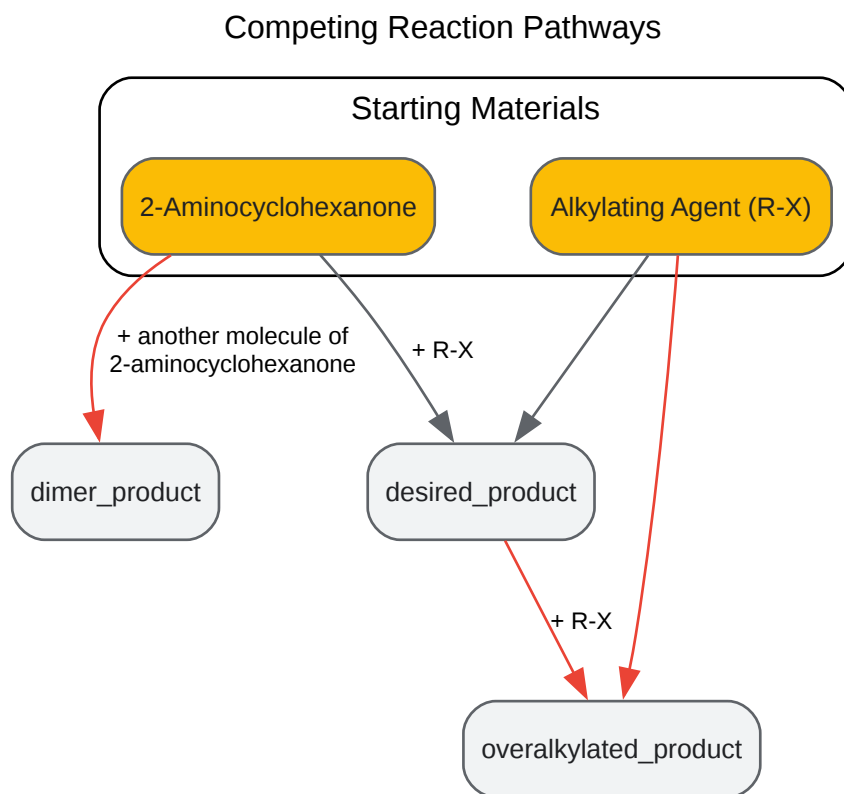 Competing Reaction Pathways
Starting Materials
2-Aminocyclohexanone
Alkylating Agent (R-X)
+ another molecule of
2-aminocyclohexanone
+ R-X
dimer_product
desired_product
+ R-X
overalkylated_product